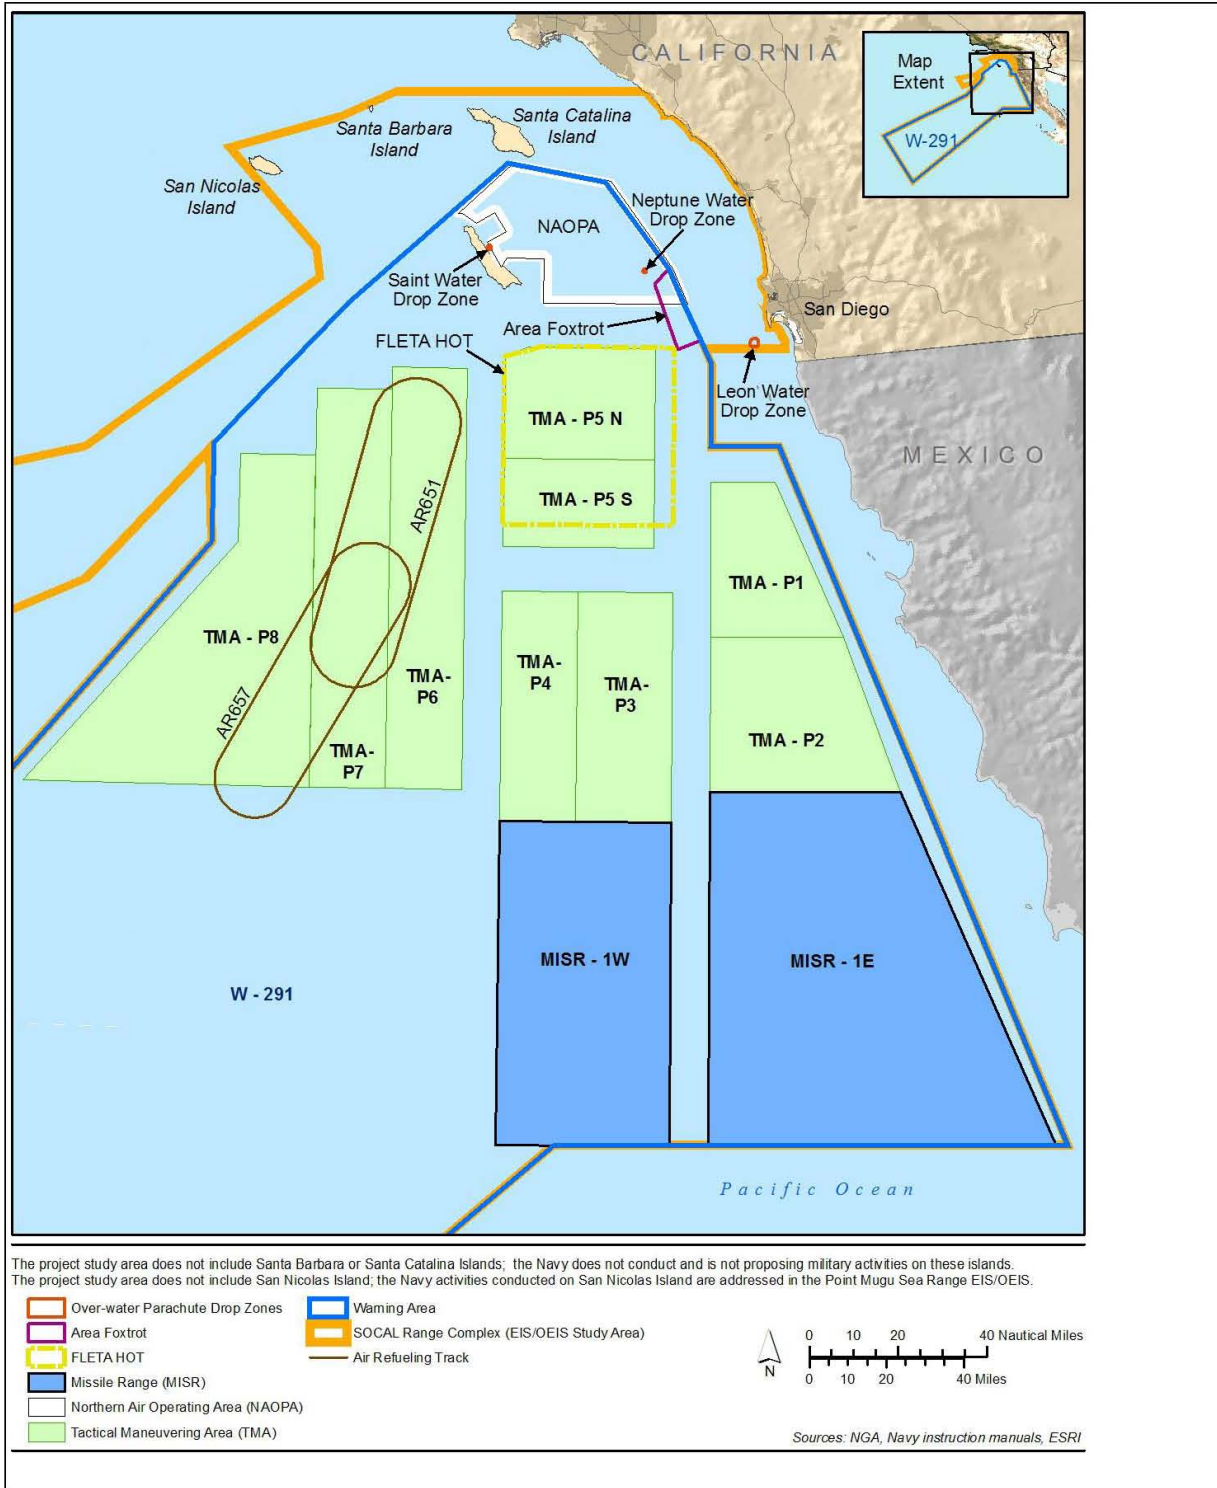 CALIFORNIA
Map
Extent
W-291
Santa Catalina
Island
Santa Barbara
Island
San Nicolas
Island
Neptune Water
Drop Zone
NAOPA
Saint Water
Drop Zone
San Diego
Area Foxtrot
FLETA HOT
Leon Water
Drop Zone
TMA - P5 N
MEXICO
TMA - P5 S
AR651
TMA - P1
TMA - P8
TMA-
P4
TMA-
P3
TMA-
P6
AR657
TMA-
P7
TMA - P2
MISR - 1W
MISR - 1E
W - 291
Pacific Ocean
The project study area does not include Santa Barbara or Santa Catalina Islands; the Navy does not conduct and is not proposing military activities on these islands.
The project study area does not include San Nicolas Island; the Navy activities conducted on San Nicolas Island are addressed in the Point Mugu Sea Range EIS/OEIS.
Over-water Parachute Drop Zones
Area Foxtrot
FLETA HOT
Missile Range (MISR)
Northern Air Operating Area (NAOPA)
Tactical Maneuvering Area (TMA)
Warning Area
SOCAL Range Complex (EIS/OEIS Study Area)
Air Refueling Track
N
0 10 20 40 Nautical Miles
0 10 20 40 Miles
Sources: NGA, Navy instruction manuals, ESRI